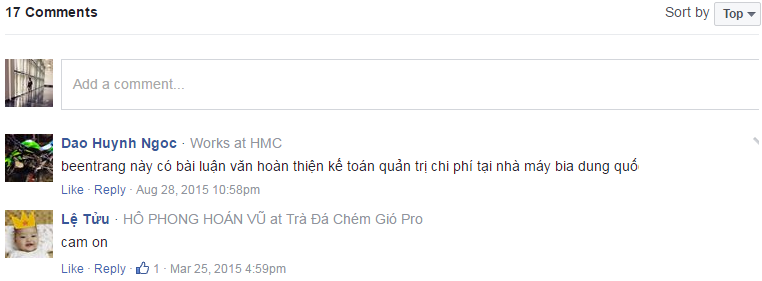 17 Comments
Sort by Top
Add a comment...
Dao Huynh Ngoc · Works at HMC
beentrang này có bài luận văn hoàn thiện kế toán quản trị chi phí tại nhà máy bia dung quố
Like · Reply · Aug 28, 2015 10:58pm
Lệ Tửu · HÔ PHONG HOÁN VŨ at Trà Đá Chém Gió Pro
cam on
Like · Reply · 1 · Mar 25, 2015 4:59pm